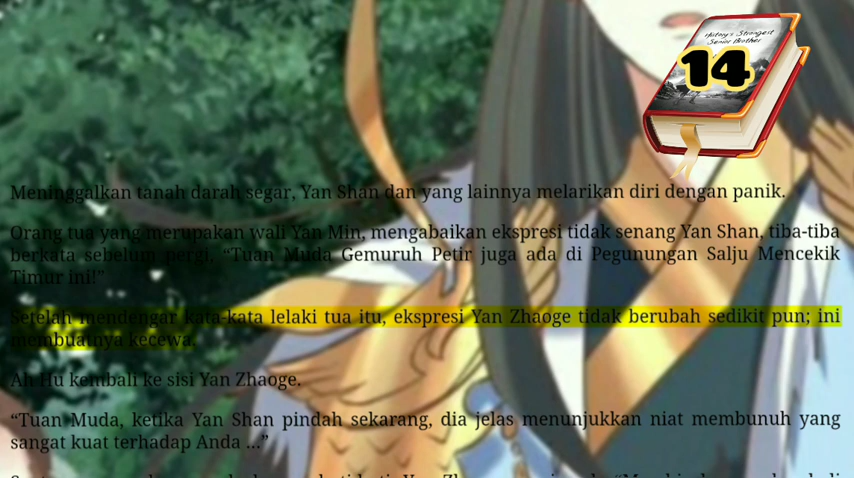 History's Strongest
Senior Brother
14
Meninggalkan tanah darah segar, Yan Shan dan yang lainnya melarikan diri dengan panik.
Orang tua yang merupakan wali Yan Min, mengabaikan ekspresi tidak senang Yan Shan, tiba-tiba
berkata sebelum pergi, “Tuan Muda Gemuruh Petir juga ada di Pegunungan Salju Mencekik
Timur ini!”
Setelah mendengar kata-kata lelaki tua itu, ekspresi Yan Zhaoge tidak berubah sedikit pun; ini
membuatnya kecewa.
Ah Hu kembali ke sisi Yan Zhaoge.
“Tuan Muda, ketika Yan Shan pindah sekarang, dia jelas menunjukkan niat membunuh yang
sangat kuat terhadap Anda ...”